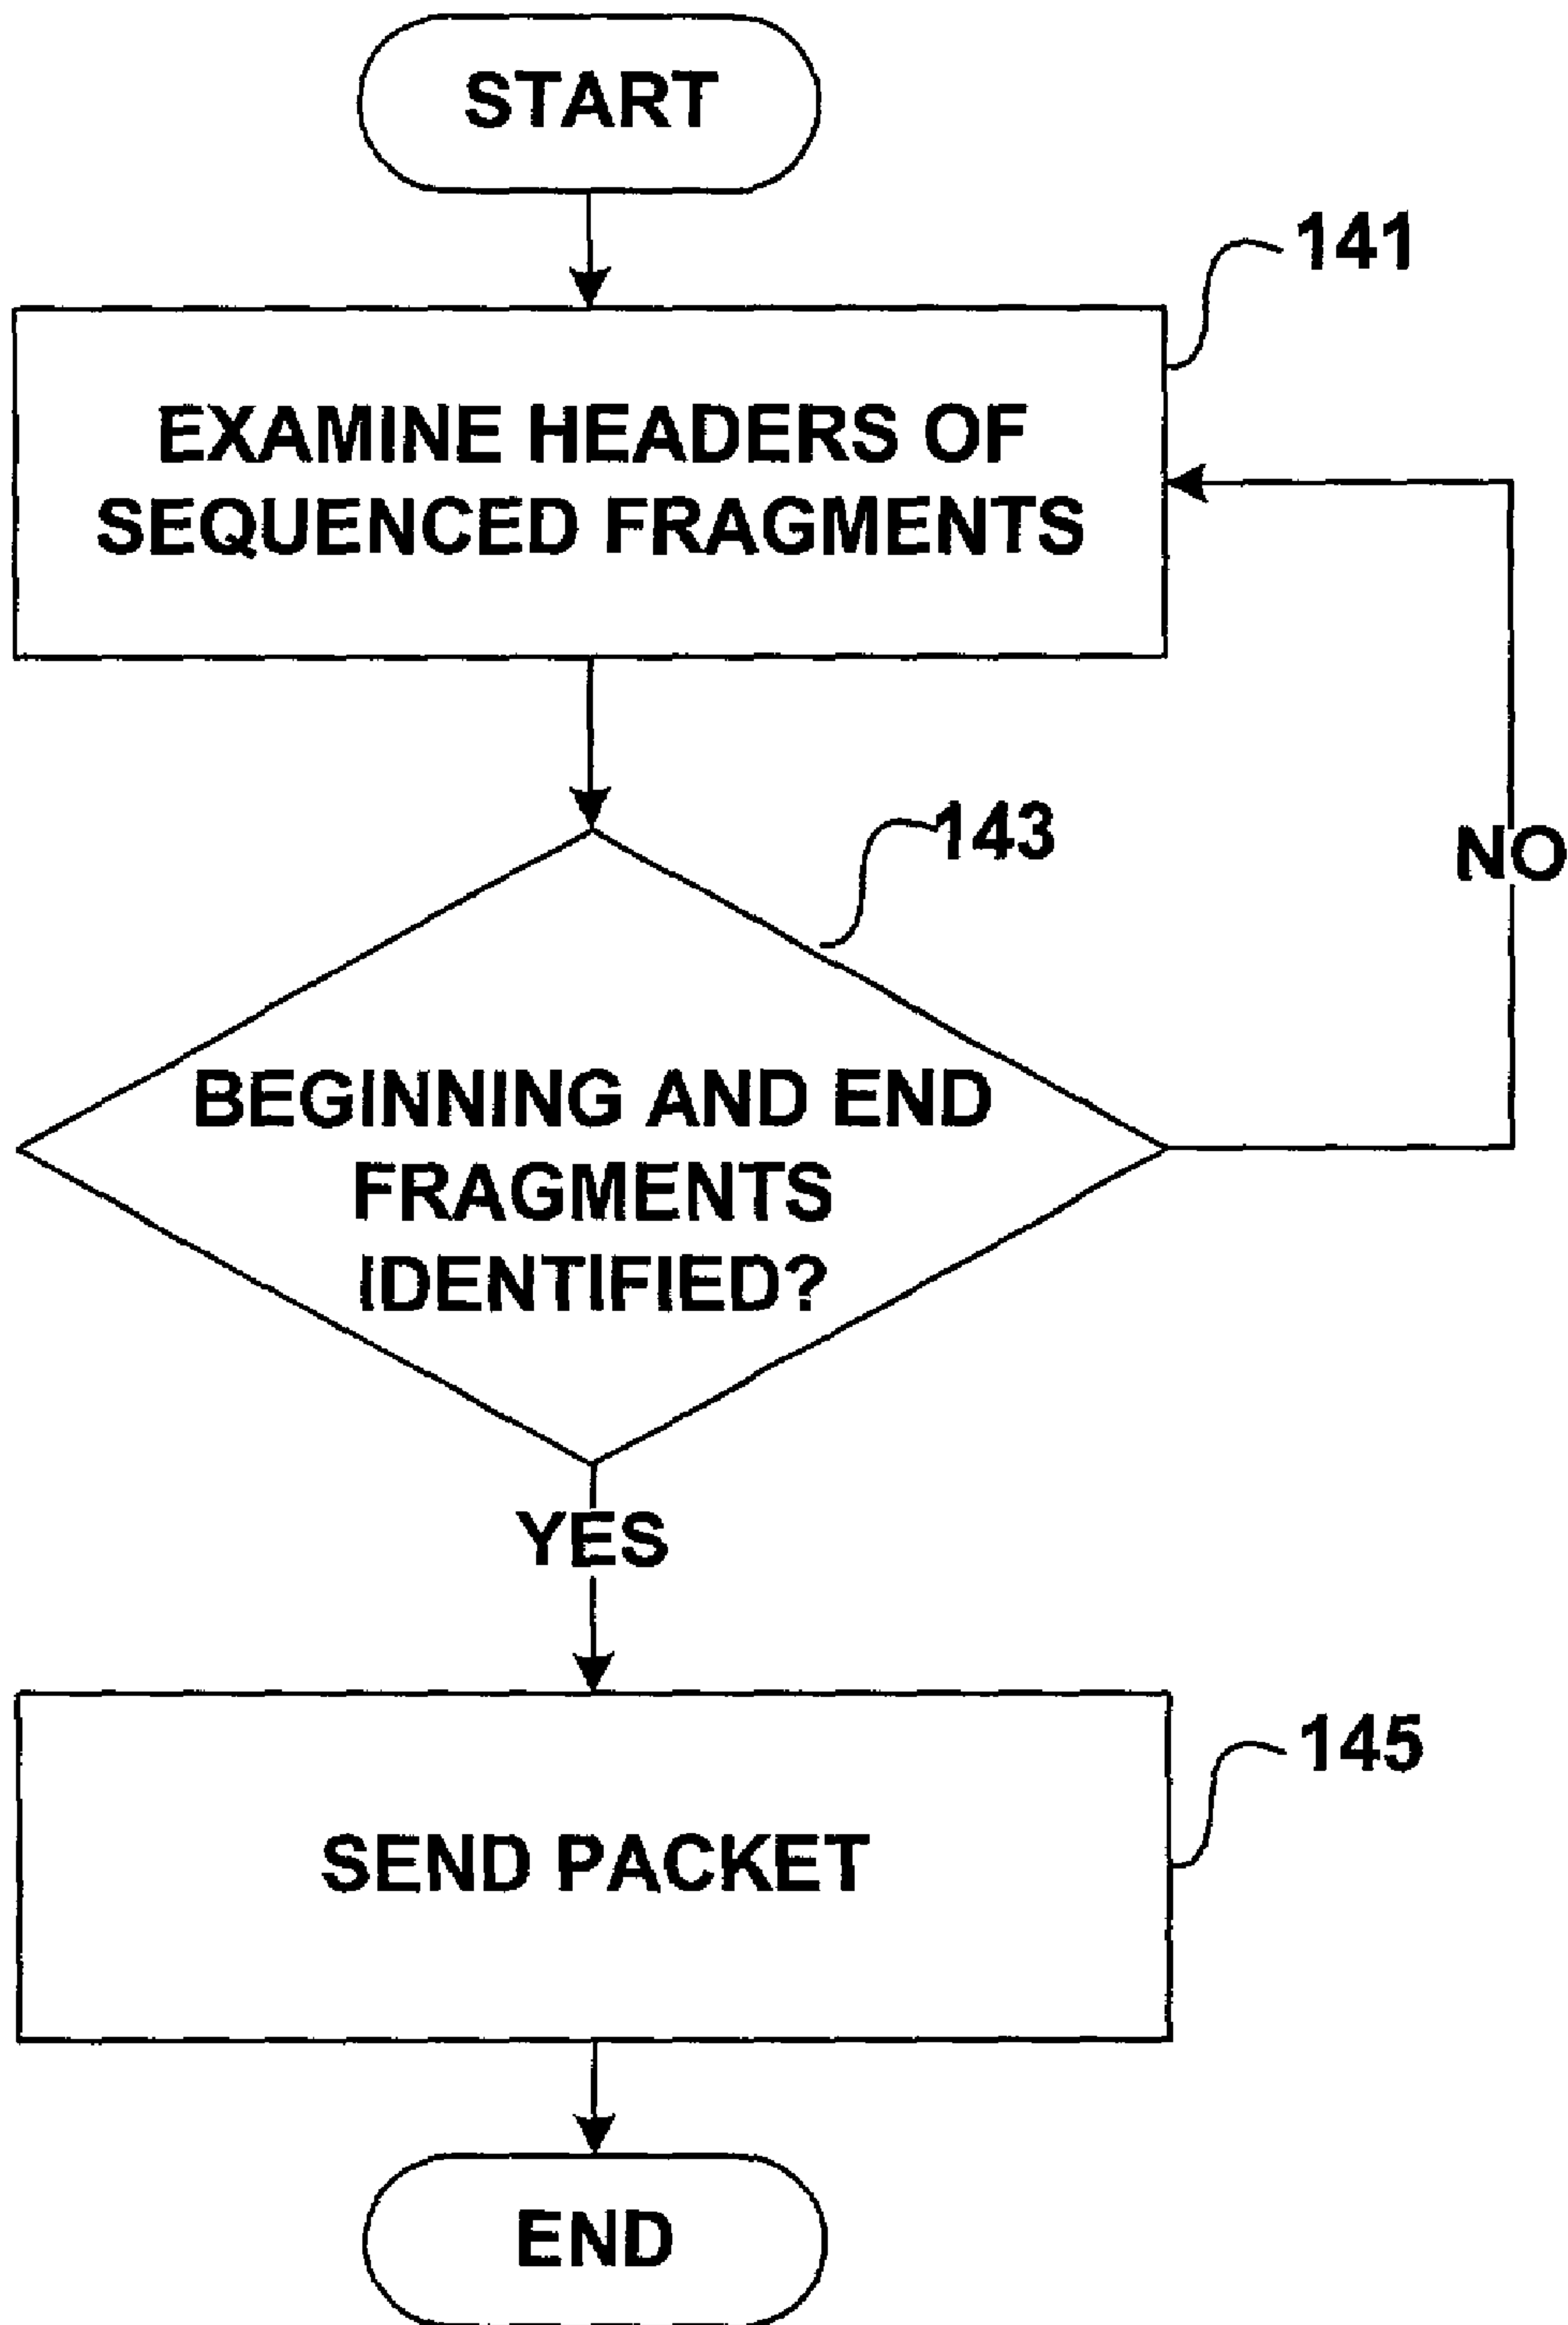 START
141
EXAMINE HEADERS OF
SEQUENCED FRAGMENTS
143
NO
BEGINNING AND END
FRAGMENTS
IDENTIFIED?
YES
145
SEND PACKET
END